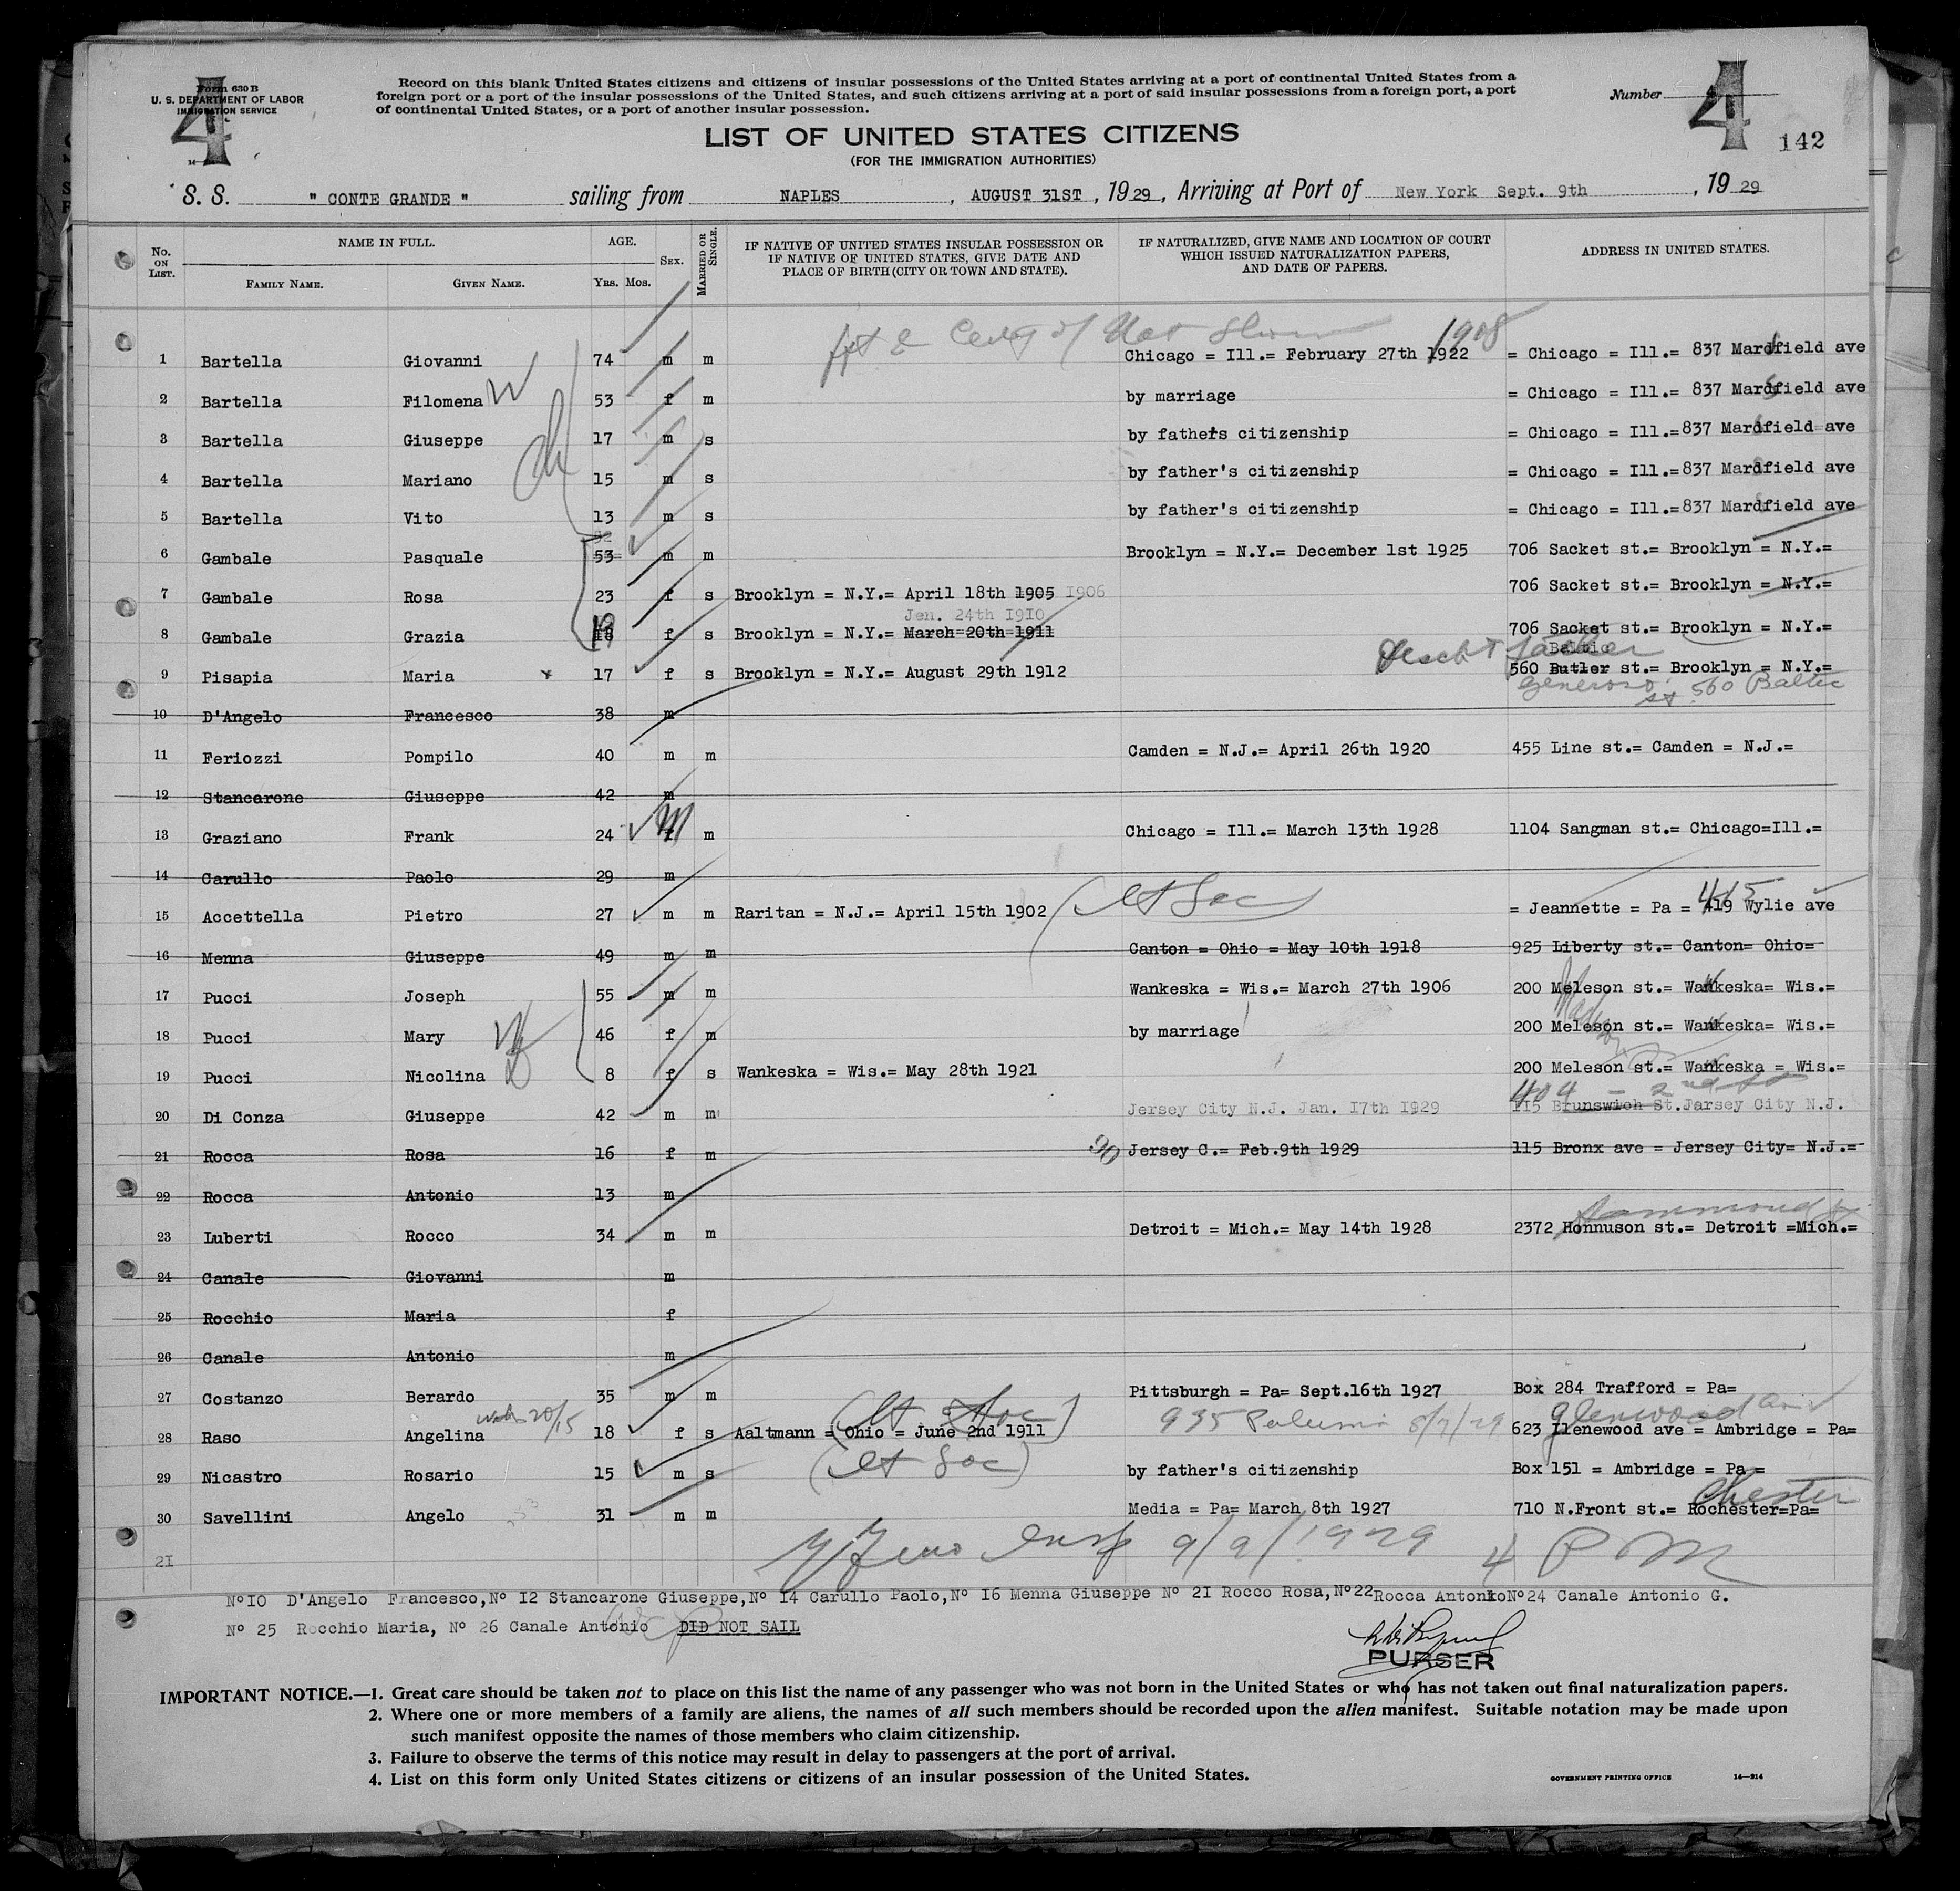 4
Form 630 B
U. S. DEPARTMENT OF LABOR
IMMIGRATION SERVICE
Record on this blank United States citizens and citizens of insular possessions of the United States arriving at a port of continental United States from a
foreign port or a port of the insular possessions of the United States, and such citizens arriving at a port of said insular possessions from a foreign port, a port
of continental United States, or a port of another insular possession.
Number 4
142
LIST OF UNITED STATES CITIZENS
(FOR THE IMMIGRATION AUTHORITIES)
S. S. " CONTE GRANDE " sailing from NAPLES , AUGUST 31ST , 1929 , Arriving at Port of New York Sept. 9th , 1929
No. ON LIST. NAME IN FULL. FAMILY NAME. GIVEN NAME. AGE. YRS. MOS. SEX. MARRIED OR SINGLE. IF NATIVE OF UNITED STATES INSULAR POSSESSION OR IF NATIVE OF UNITED STATES, GIVE DATE AND PLACE OF BIRTH (CITY OR TOWN AND STATE). IF NATURALIZED, GIVE NAME AND LOCATION OF COURT WHICH ISSUED NATURALIZATION PAPERS, AND DATE OF PAPERS. ADDRESS IN UNITED STATES.
1908
1 Bartella Giovanni 74 m m Chicago = Ill.= February 27th 1922 = Chicago = Ill.= 837 Mardfield ave
2 Bartella Filomena W 53 f m by marriage = Chicago = Ill.= 837 Mardfield ave
3 Bartella Giuseppe 17 m s by fathers citizenship = Chicago = Ill.=837 Mardfield ave
4 Bartella Mariano 15 m s by father's citizenship = Chicago = Ill.=837 Mardfield ave
5 Bartella Vito 13 m s by father's citizenship = Chicago = Ill.=837 Mardfield ave
6 Gambale Pasquale 53 m m Brooklyn = N.Y.= December 1st 1925 706 Sacket st.= Brooklyn = N.Y.=
7 Gambale Rosa 23 f s Brooklyn = N.Y.= April 18th 1905 1906 706 Sacket st.= Brooklyn = N.Y.=
Jen. 24th 1910
8 Gambale Grazia 18 f s Brooklyn = N.Y.= March=20th=1911 706 Sacket st.= Brooklyn = N.Y.=
Baltic father
9 Pisapia Maria x 17 f s Brooklyn = N.Y.= August 29th 1912 560 Butler st.= Brooklyn = N.Y.=
generoso st 560 Baltic
10 D'Angelo Francesco 38 m
11 Feriozzi Pompilo 40 m m Camden = N.J.= April 26th 1920 455 Line st.= Camden = N.J.=
12 Stancarone Giuseppe 42 m
13 Graziano Frank 24 f M m Chicago = Ill.= March 13th 1928 1104 Sangman st.= Chicago=Ill.=
14 Carullo Paolo 29 m
415
15 Accettella Pietro 27 m m Raritan = N.J.= April 15th 1902 = Jeannette = Pa = 419 Wylie ave
16 Menna Giuseppe 49 m m Canton = Ohio = May 10th 1918 925 Liberty st.= Canton= Ohio=
17 Pucci Joseph 55 m m Wankeska = Wis.= March 27th 1906 200 Meleson st.= Wankeska= Wis.=
18 Pucci Mary W 46 f m by marriage 200 Meleson st.= Wankeska= Wis.=
19 Pucci Nicolina 8 f s Wankeska = Wis.= May 28th 1921 200 Meleson st.= Wankeska = Wis.=
404 - 2nd st
20 Di Conza Giuseppe 42 m m Jersey City N.J. Jan. 17th 1929 115 Brunswich St.Jarsey City N.J.
21 Rocca Rosa 16 f m Jersey C.= Feb.9th 1929 115 Bronx ave = Jersey City= N.J.=
22 Rocca Antonio 13 m
Hammond
23 Luberti Rocco 34 m m Detroit = Mich.= May 14th 1928 2372 Honnuson st.= Detroit =Mich.=
24 Canale Giovanni m
25 Rocchio Maria f
26 Canale Antonio m
27 Costanzo Berardo 35 m m Pittsburgh = Pa= Sept.16th 1927 Box 284 Trafford = Pa=
935 8/7/29 glenwood
28 Raso Angelina 18 f s Aaltmann = Ohio = June 2nd 1911 623 Llenewood ave = Ambridge = Pa=
29 Nicastro Rosario 15 m s by father's citizenship Box 151 = Ambridge = Pa =
Chester
30 Savellini Angelo 31 m m Media = Pa= March 8th 1927 710 N.Front st.= Rochester=Pa=
21 Insp 9/9/1929 4 PM
Nº10 D'Angelo Francesco,Nº 12 Stancarone Giuseppe,Nº 14 Carullo Paolo,Nº 16 Menna Giuseppe Nº 21 Rocco Rosa,Nº22Rocca Antonio Nº24 Canale Antonio G.
Nº 25 Rocchio Maria, Nº 26 Canale Antonio DID NOT SAIL
PURSER
IMPORTANT NOTICE.—1. Great care should be taken not to place on this list the name of any passenger who was not born in the United States or who has not taken out final naturalization papers.
2. Where one or more members of a family are aliens, the names of all such members should be recorded upon the alien manifest. Suitable notation may be made upon
such manifest opposite the names of those members who claim citizenship.
3. Failure to observe the terms of this notice may result in delay to passengers at the port of arrival.
4. List on this form only United States citizens or citizens of an insular possession of the United States.
GOVERNMENT PRINTING OFFICE 14—214